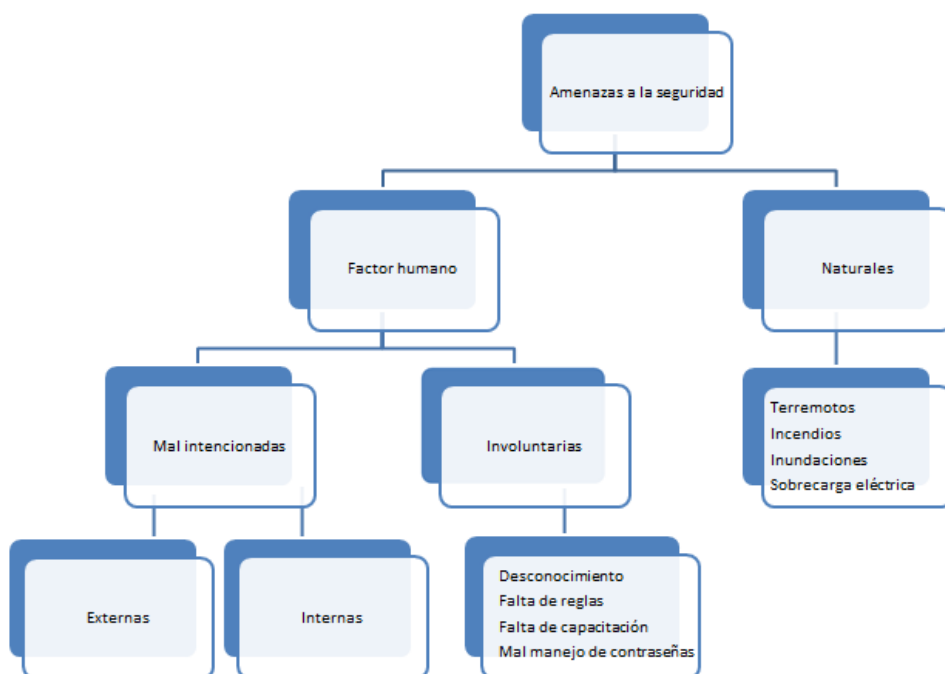 Amenazas a la seguridad
Factor humano
Naturales
Mal intencionadas
Involuntarias
Terremotos
Incendios
Inundaciones
Sobrecarga eléctrica
Externas
Internas
Desconocimiento
Falta de reglas
Falta de capacitación
Mal manejo de contraseñas